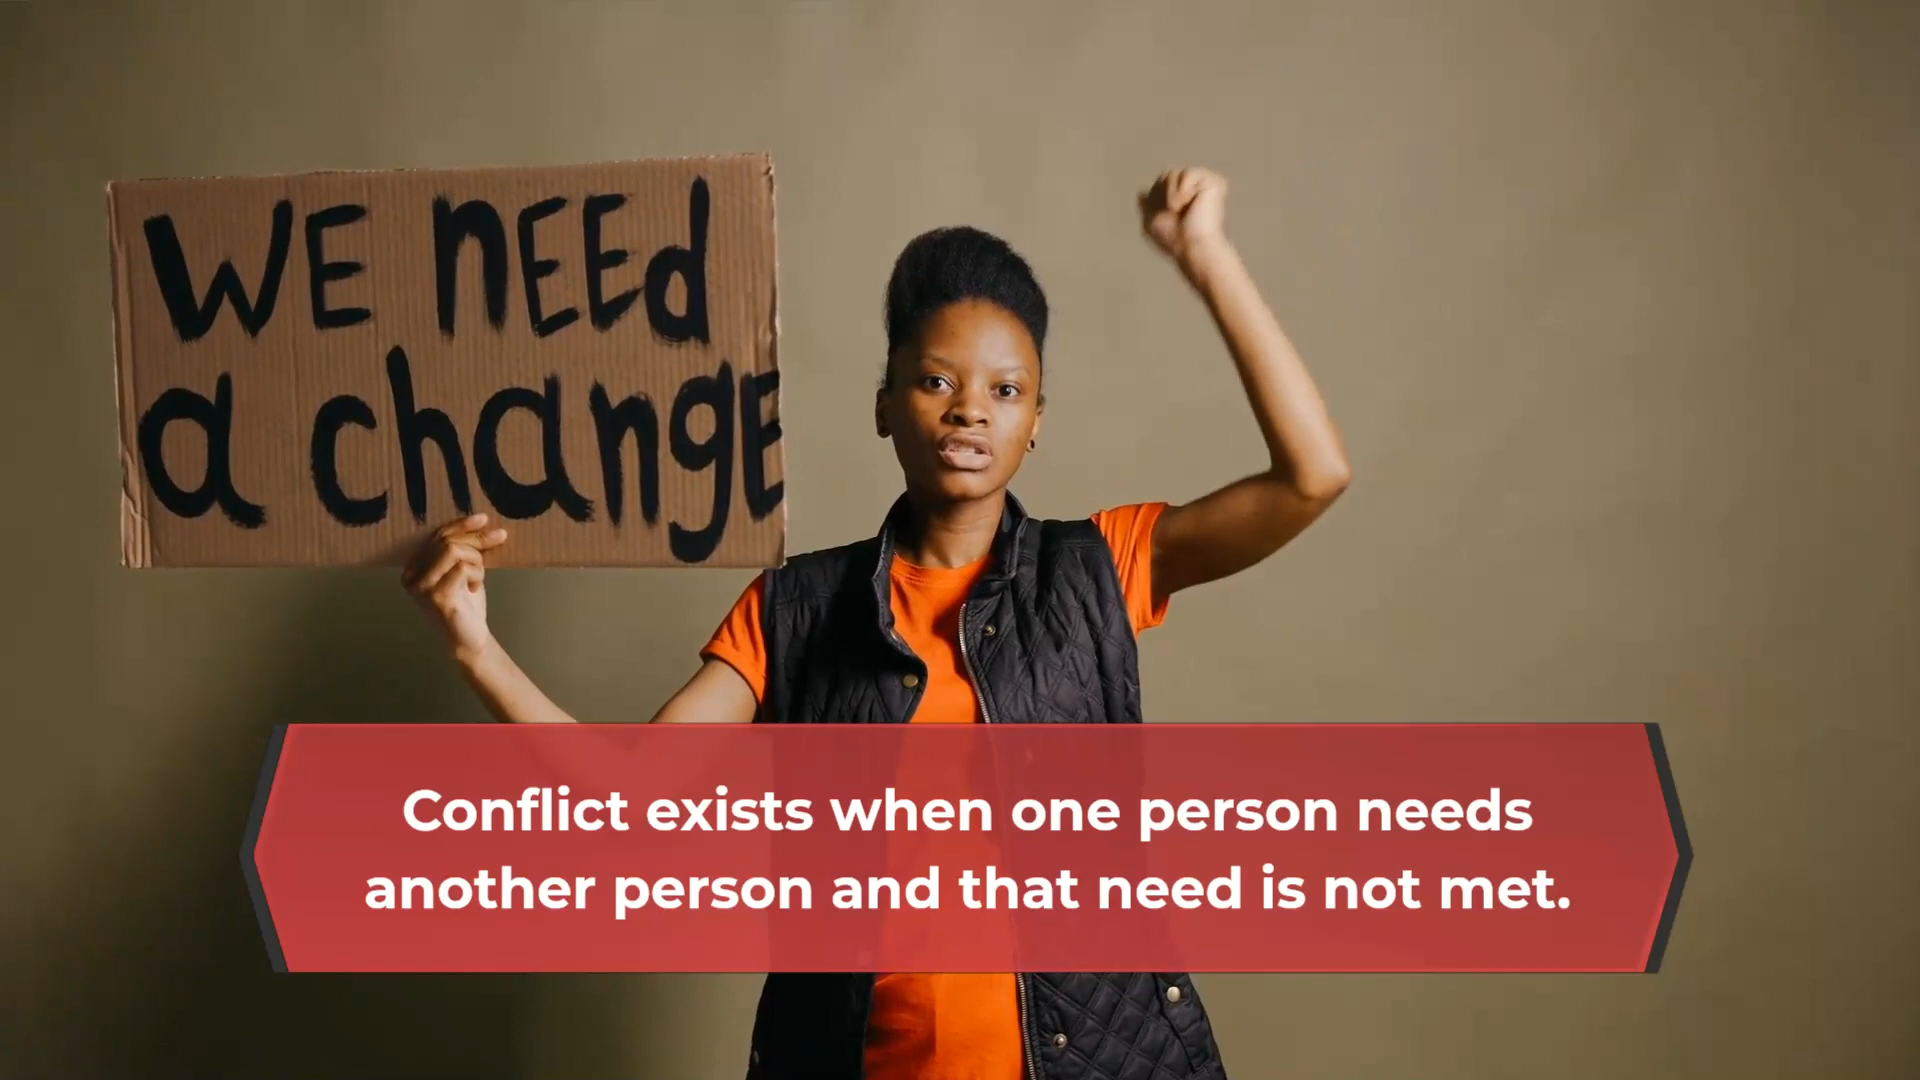 WE nEEd
a changE
Conflict exists when one person needs
another person and that need is not met.